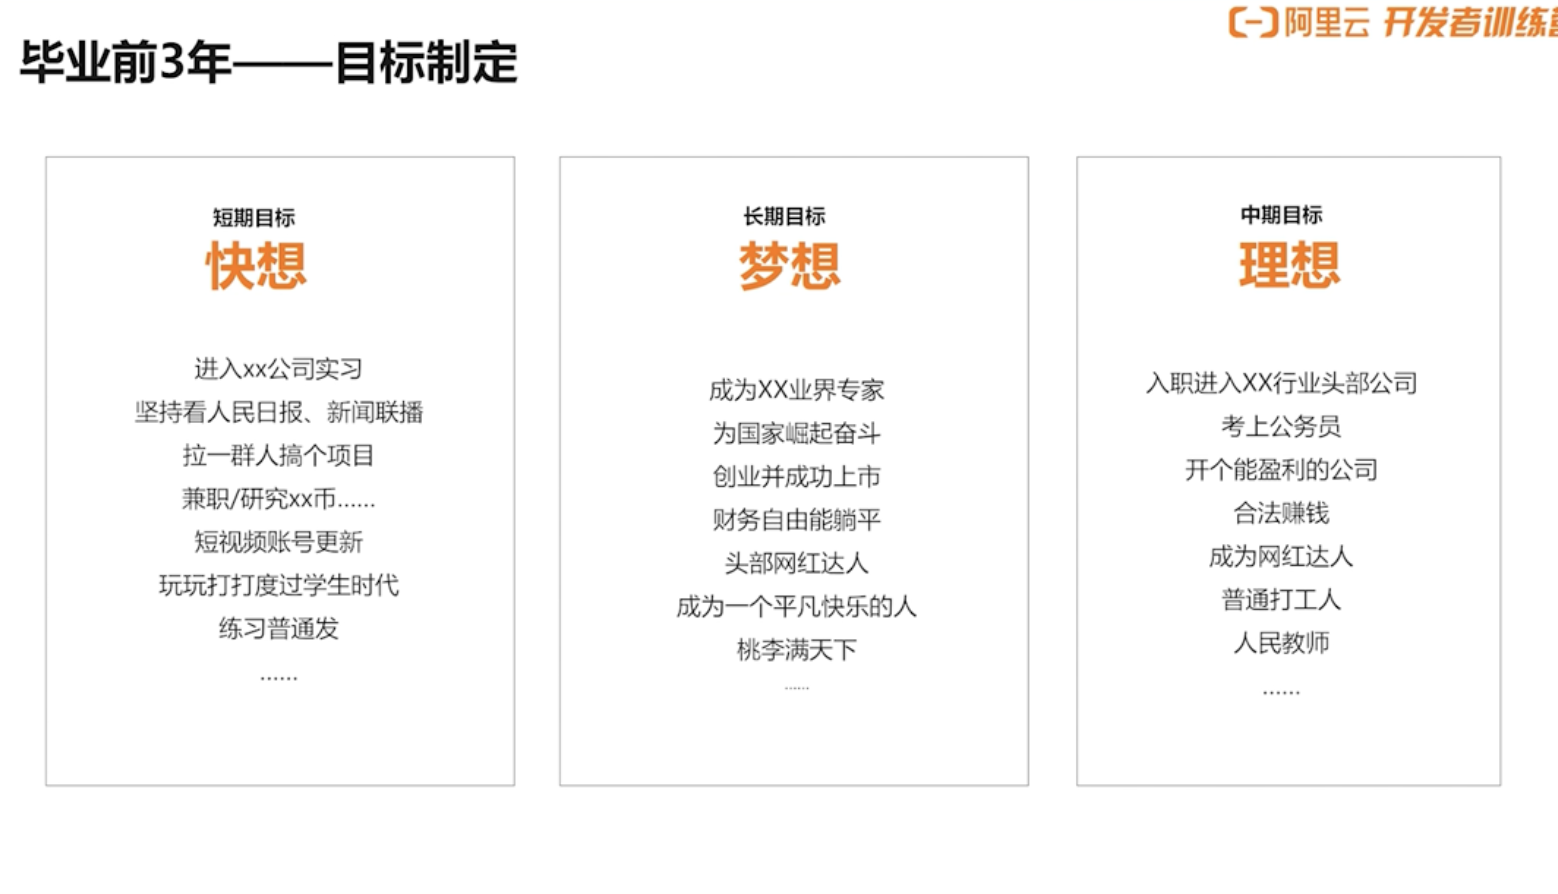 毕业前3年——目标制定
阿里云 开发者训练营
短期目标
快想
进入xx公司实习
坚持看人民日报、新闻联播
拉一群人搞个项目
兼职/研究xx币......
短视频账号更新
玩玩打打度过学生时代
练习普通发
......
长期目标
梦想
成为XX业界专家
为国家崛起奋斗
创业并成功上市
财务自由能躺平
头部网红达人
成为一个平凡快乐的人
桃李满天下
......
中期目标
理想
入职进入XX行业头部公司
考上公务员
开个能盈利的公司
合法赚钱
成为网红达人
普通打工人
人民教师
......